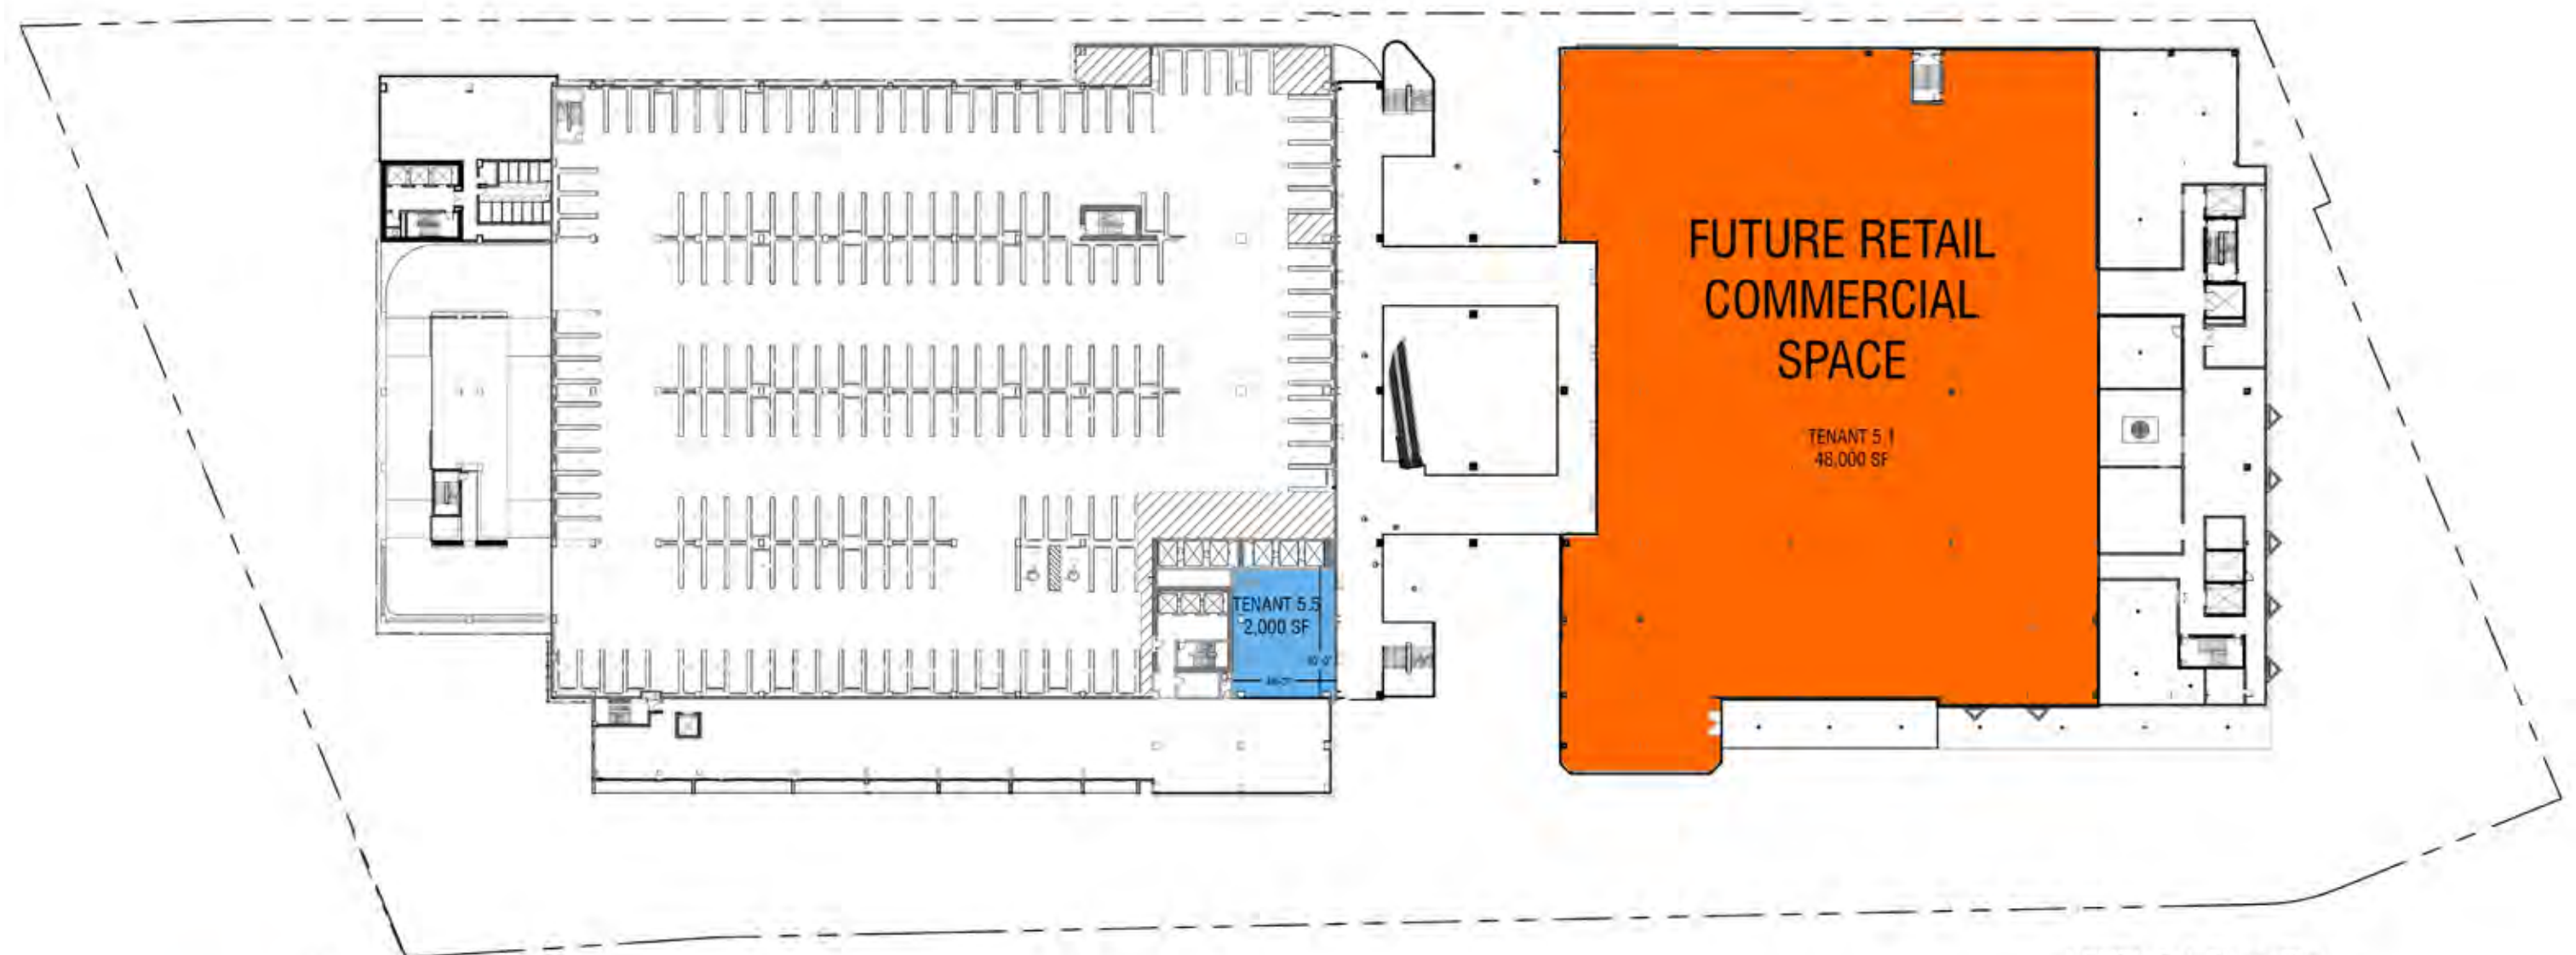 FUTURE RETAIL
COMMERCIAL
SPACE
TENANT 5.1
48,000 SF
TENANT 5.5
2,000 SF